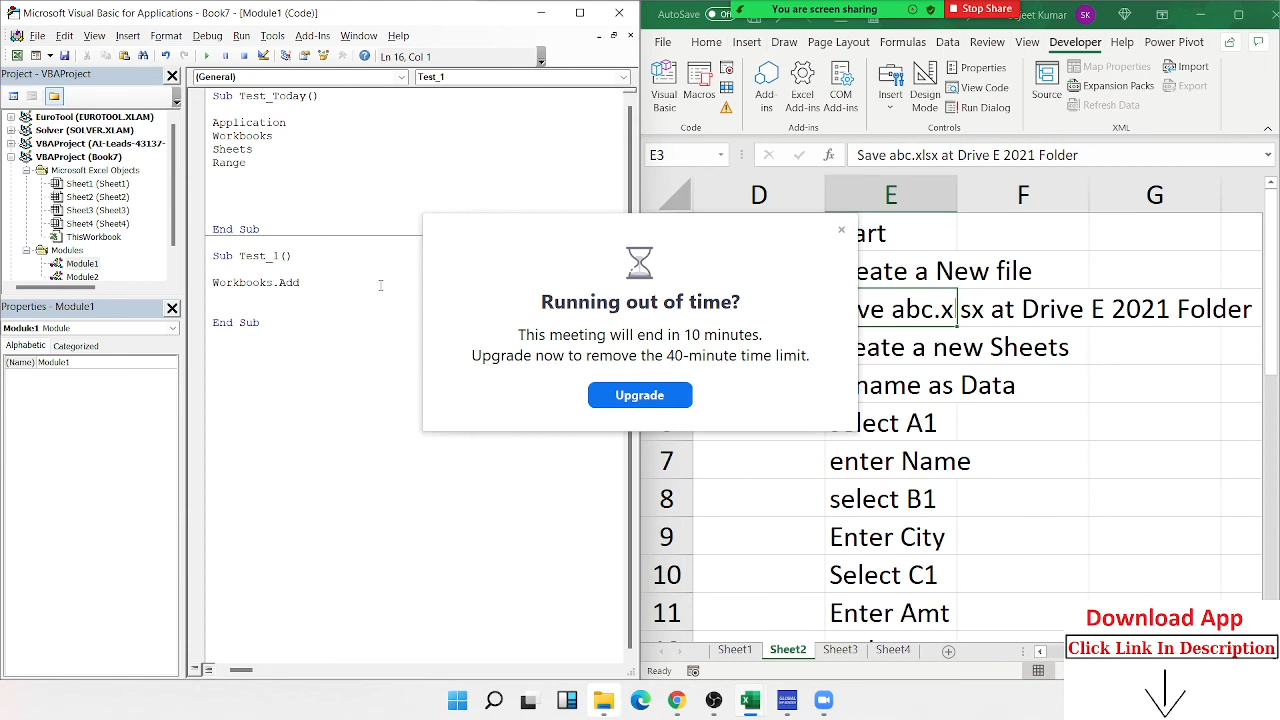 Microsoft Visual Basic for Applications - Book7 - [Module1 (Code)]
File Edit View Insert Format Debug Run Tools Add-Ins Window Help
Ln 16, Col 1
Project - VBAProject
EuroTool (EUROTOOL.XLAM)
Solver (SOLVER.XLAM)
VBAProject (AI-Leads-43137-
VBAProject (Book7)
Microsoft Excel Objects
Sheet1 (Sheet1)
Sheet2 (Sheet2)
Sheet3 (Sheet3)
Sheet4 (Sheet4)
ThisWorkbook
Modules
Module1
Module2
Properties - Module1
Module1 Module
Alphabetic Categorized
(Name) Module1
(General) Test_1
Sub Test_Today()
Application
Workbooks
Sheets
Range
End Sub
Sub Test_1()
Workbooks.Add
End Sub
You are screen sharing Stop Share
AutoSave Off jeet Kumar SK
File Home Insert Draw Page Layout Formulas Data Review View Developer Help Power Pivot
Visual Basic
Macros
Code
Add-ins
Excel Add-ins
COM Add-ins
Add-ins
Insert
Design Mode
Properties
View Code
Run Dialog
Controls
Source
Map Properties
Expansion Packs
Refresh Data
Import
Export
XML
E3 fx Save abc.xlsx at Drive E 2021 Folder
D E F G
art
eate a New file
ve abc.xlsx at Drive E 2021 Folder
eate a new Sheets
name as Data
lect A1
7 enter Name
8 select B1
9 Enter City
10 Select C1
11 Enter Amt
Running out of time?
This meeting will end in 10 minutes.
Upgrade now to remove the 40-minute time limit.
Upgrade
Sheet1 Sheet2 Sheet3 Sheet4
Ready
Download App
Click Link In Description